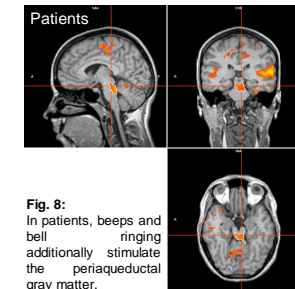 Patients
Fig. 8:
In patients, beeps and
bell ringing
additionally stimulate
the periaqueductal
gray matter.